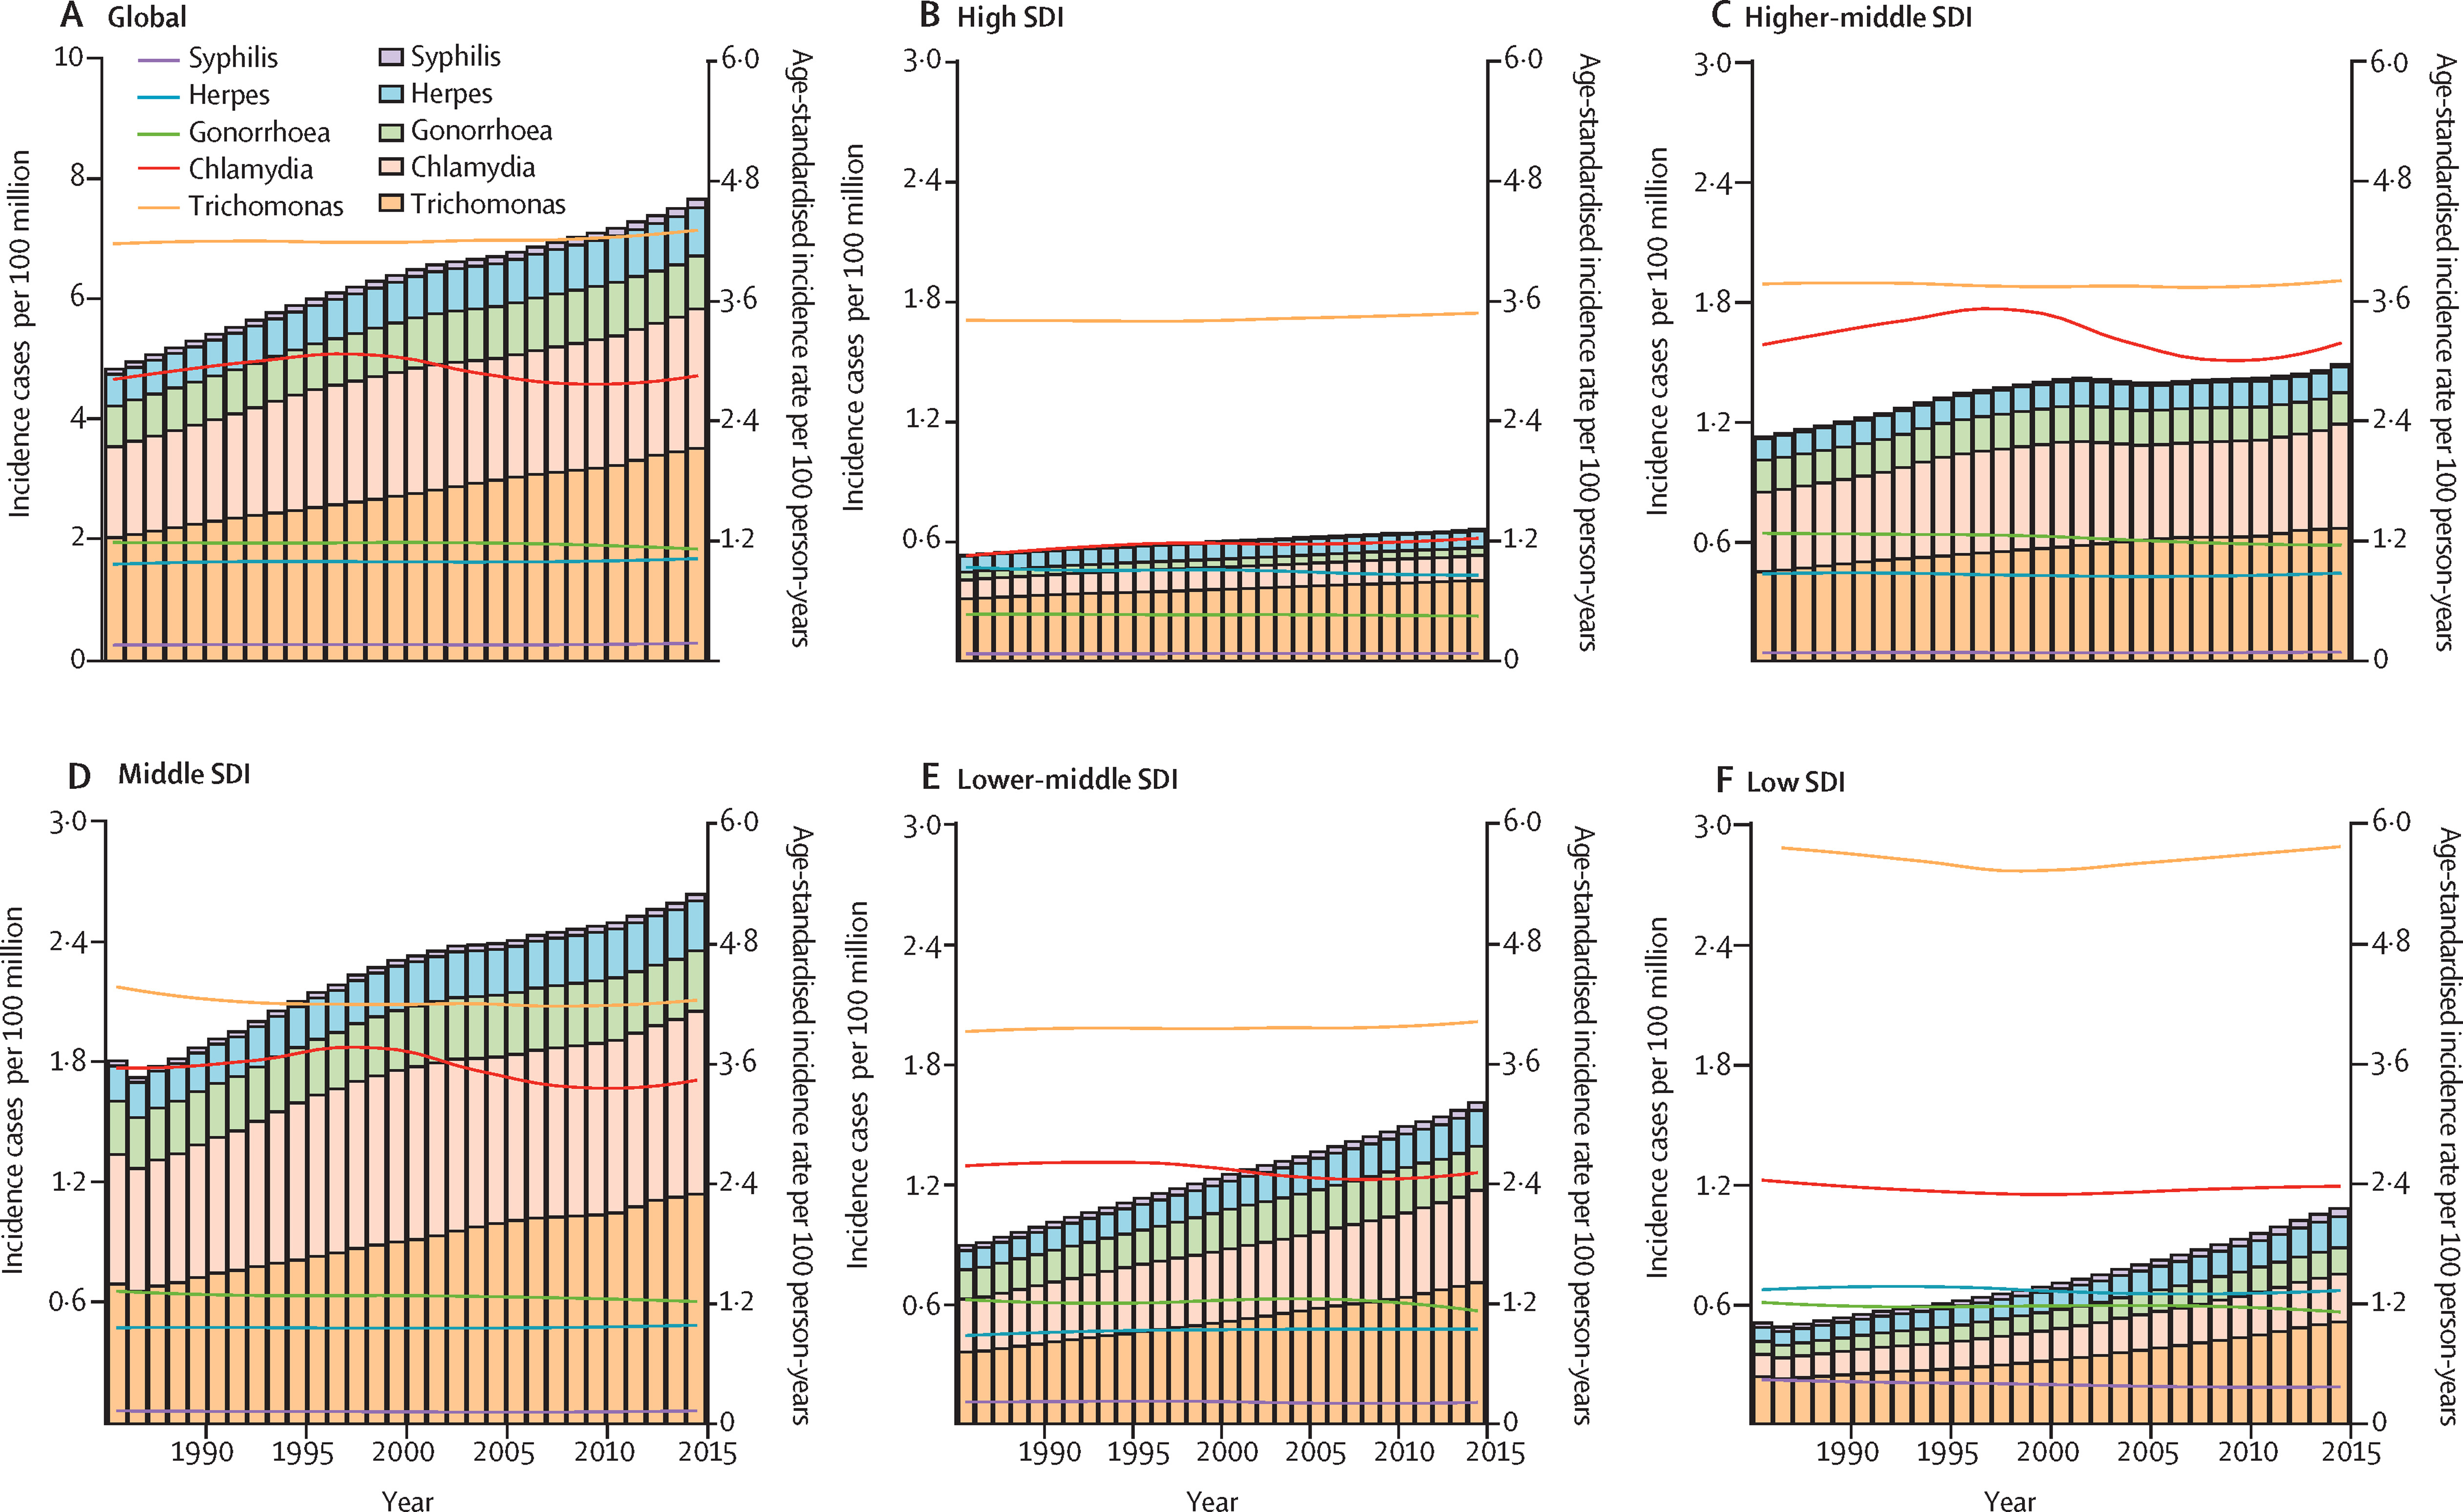 A Global
10
8
6
4
2
0
Incidence cases per 100 million
Syphilis
Herpes
Gonorrhoea
Chlamydia
Trichomonas
Syphilis
Herpes
Gonorrhoea
Chlamydia
Trichomonas
6·0
4·8
3·6
2·4
1·2
0
Age-standardised incidence rate per 100 person-years
B High SDI
3·0
2·4
1·8
1·2
0·6
Incidence cases per 100 million
6·0
4·8
3·6
2·4
1·2
0
Age-standardised incidence rate per 100 person-years
C Higher-middle SDI
3·0
2·4
1·8
1·2
0·6
Incidence cases per 100 million
6·0
4·8
3·6
2·4
1·2
0
Age-standardised incidence rate per 100 person-years
D Middle SDI
3·0
2·4
1·8
1·2
0·6
Incidence cases per 100 million
6·0
4·8
3·6
2·4
1·2
0
Age-standardised incidence rate per 100 person-years
1990 1995 2000 2005 2010 2015
Year
E Lower-middle SDI
3·0
2·4
1·8
1·2
0·6
Incidence cases per 100 million
6·0
4·8
3·6
2·4
1·2
0
Age-standardised incidence rate per 100 person-years
1990 1995 2000 2005 2010 2015
Year
F Low SDI
3·0
2·4
1·8
1·2
0·6
Incidence cases per 100 million
6·0
4·8
3·6
2·4
1·2
0
Age-standardised incidence rate per 100 person-years
1990 1995 2000 2005 2010 2015
Year